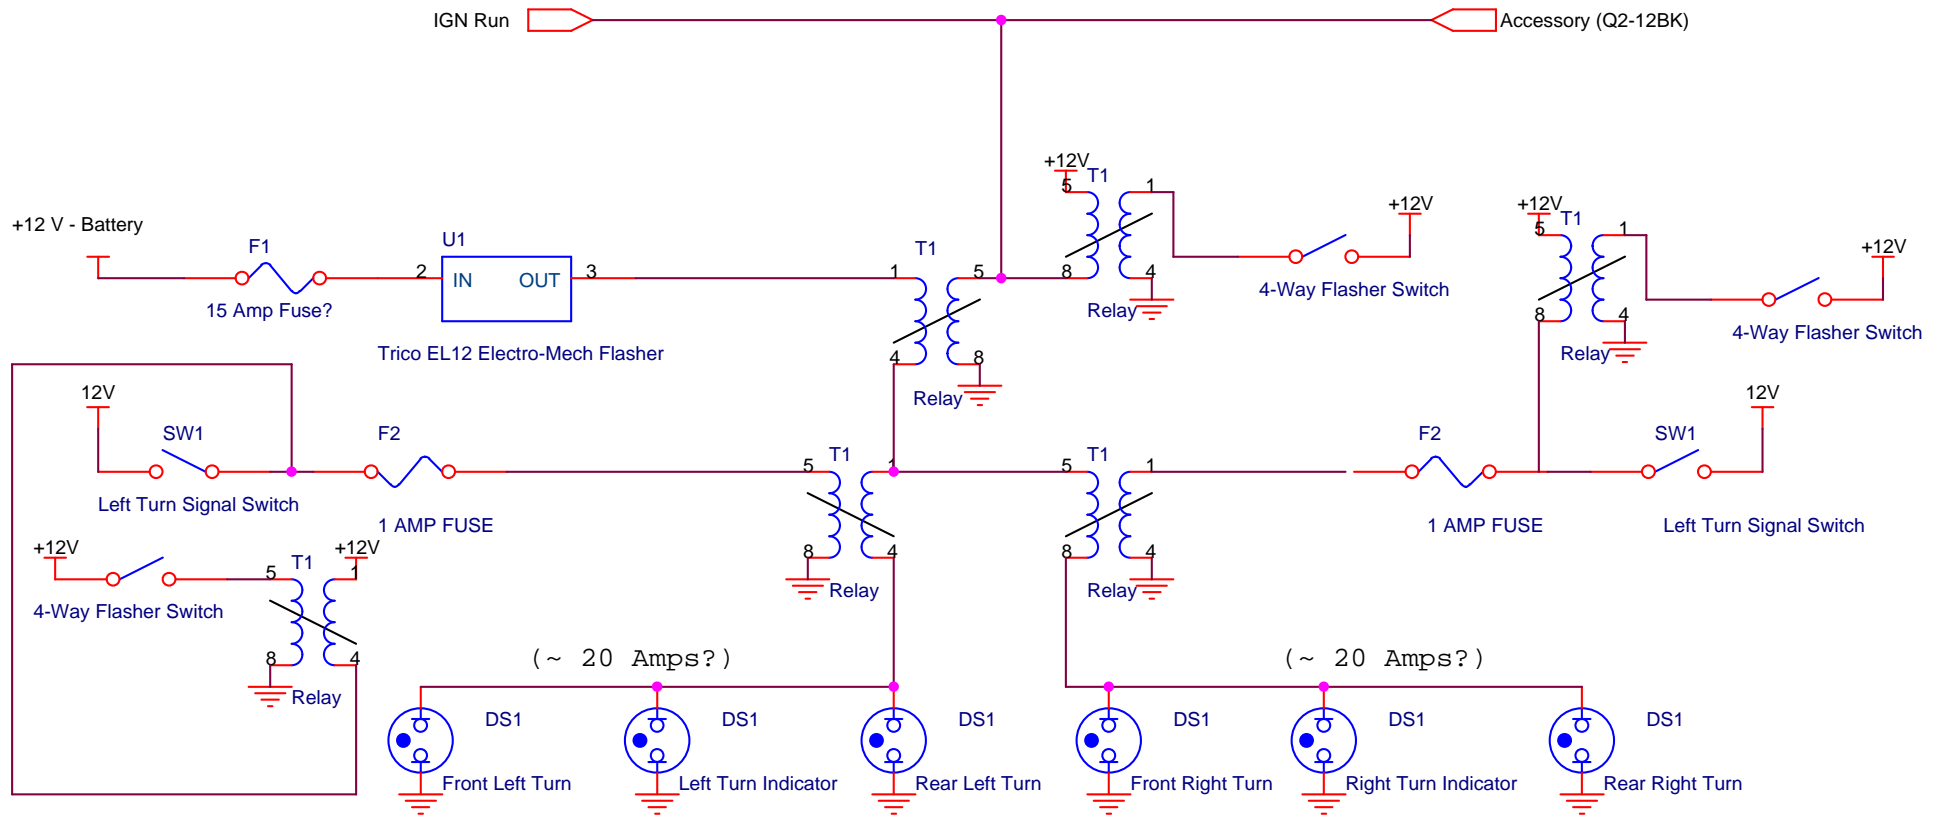 IGN Run
Accessory (Q2-12BK)
+12V
T1
5
1
8
4
Relay
+12V
4-Way Flasher Switch
+12V
T1
5
1
8
4
Relay
+12V
4-Way Flasher Switch
+12 V - Battery
F1
15 Amp Fuse?
U1
2
IN
OUT
3
Trico EL12 Electro-Mech Flasher
T1
1
5
4
8
Relay
12V
SW1
Left Turn Signal Switch
F2
1 AMP FUSE
T1
5
1
8
4
Relay
T1
5
1
8
4
Relay
F2
1 AMP FUSE
SW1
12V
Left Turn Signal Switch
+12V
4-Way Flasher Switch
T1
+12V
5
1
8
4
Relay
(~ 20 Amps?)
(~ 20 Amps?)
DS1
Front Left Turn
DS1
Left Turn Indicator
DS1
Rear Left Turn
DS1
Front Right Turn
DS1
Right Turn Indicator
DS1
Rear Right Turn